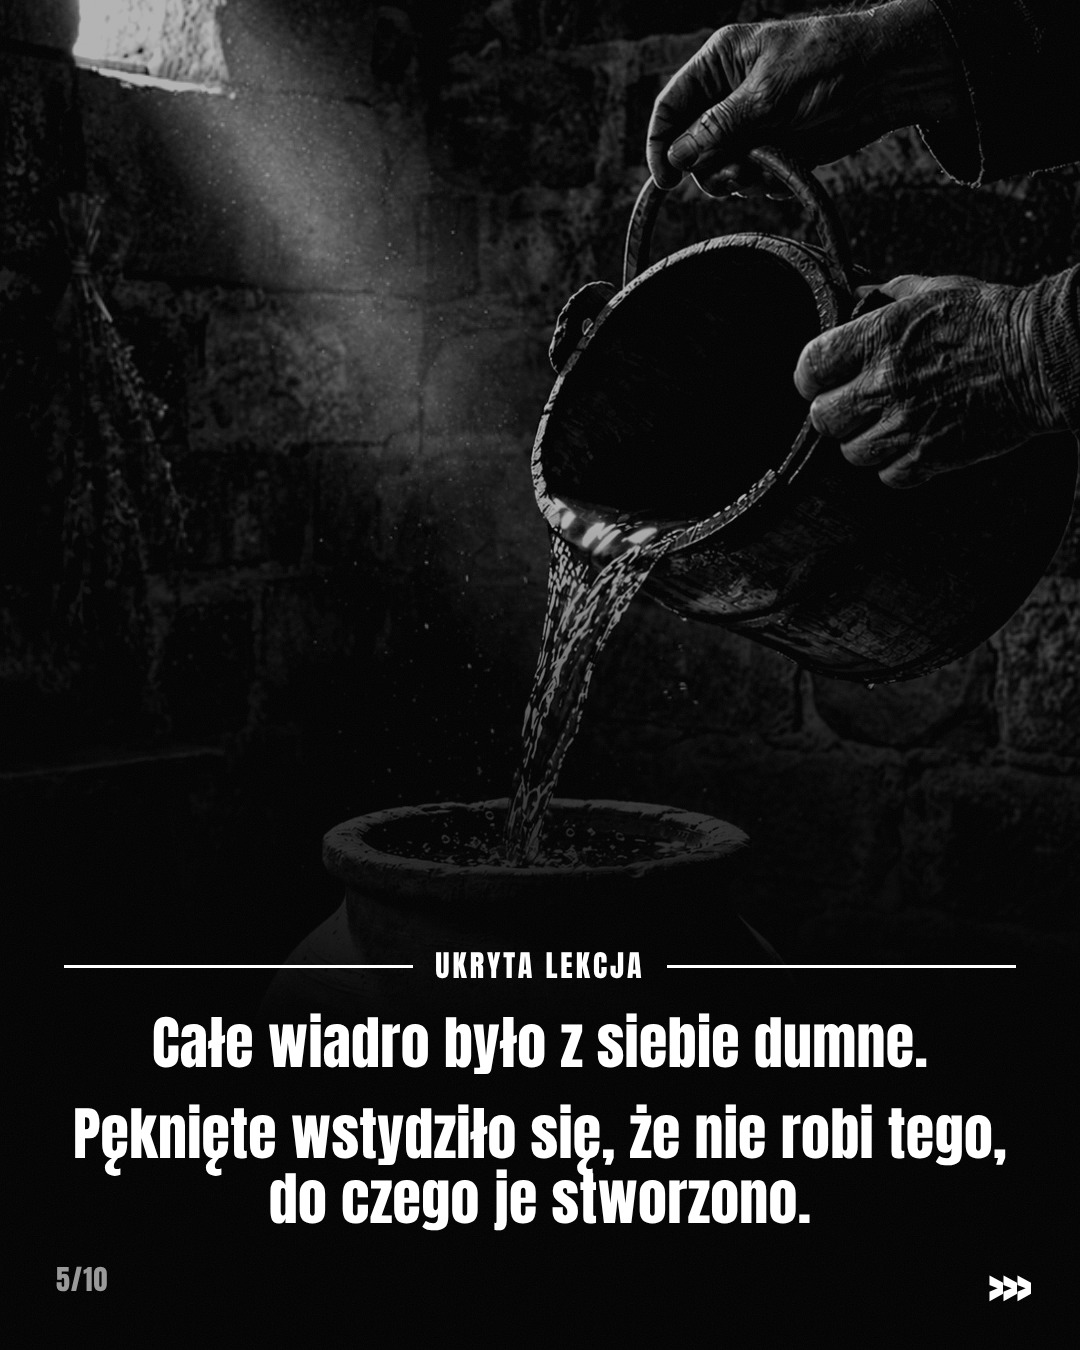 UKRYTA LEKCJA
Całe wiadro było z siebie dumne.
Pęknięte wstydziło się, że nie robi tego,
do czego je stworzono.
5/10
>>>